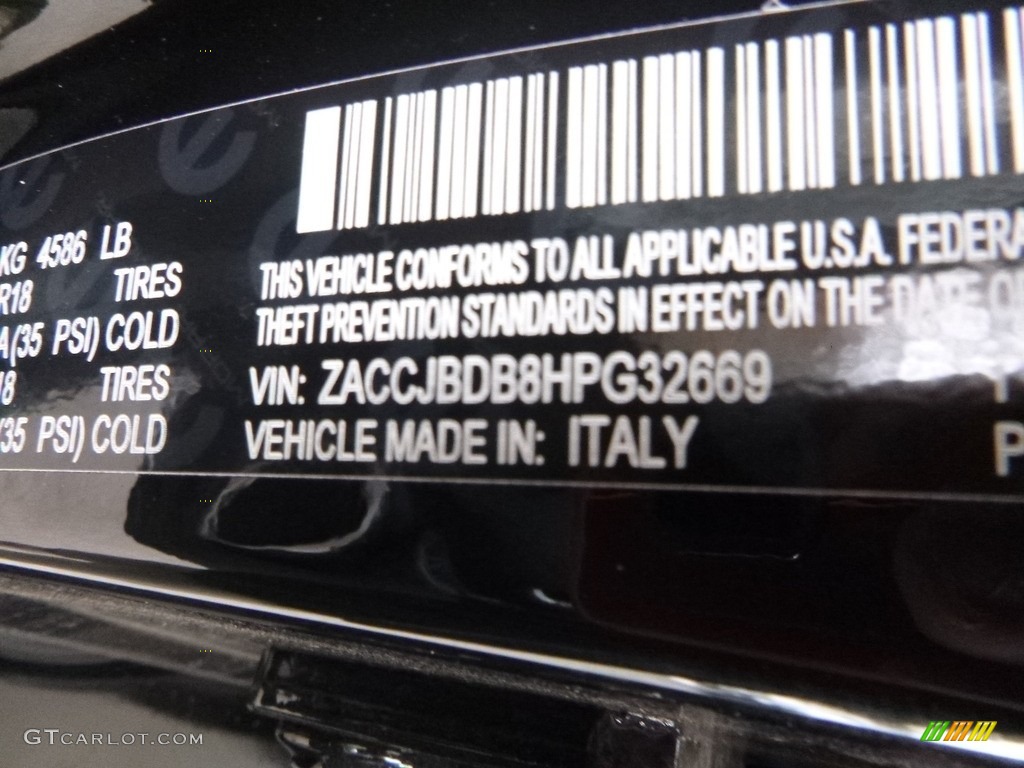 KG 4586 LB
R18 TIRES
A(35 PSI) COLD
18 TIRES
(35 PSI) COLD
THIS VEHICLE CONFORMS TO ALL APPLICABLE U.S.A. FEDERA
THEFT PREVENTION STANDARDS IN EFFECT ON THE DATE O
VIN: ZACCJBDB8HPG32669
VEHICLE MADE IN: ITALY
GTCARLOT.COM